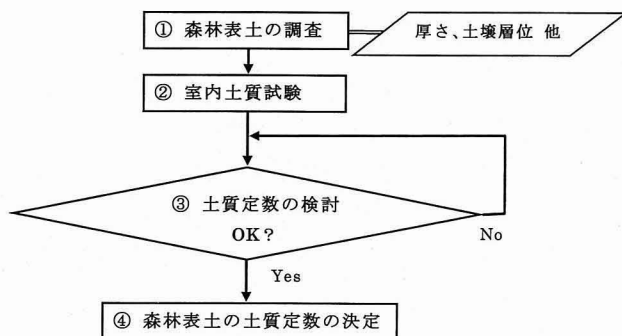 ① 森林表土の調査
厚さ、土壌層位 他
② 室内土質試験
③ 土質定数の検討
OK?
No
Yes
④ 森林表土の土質定数の決定